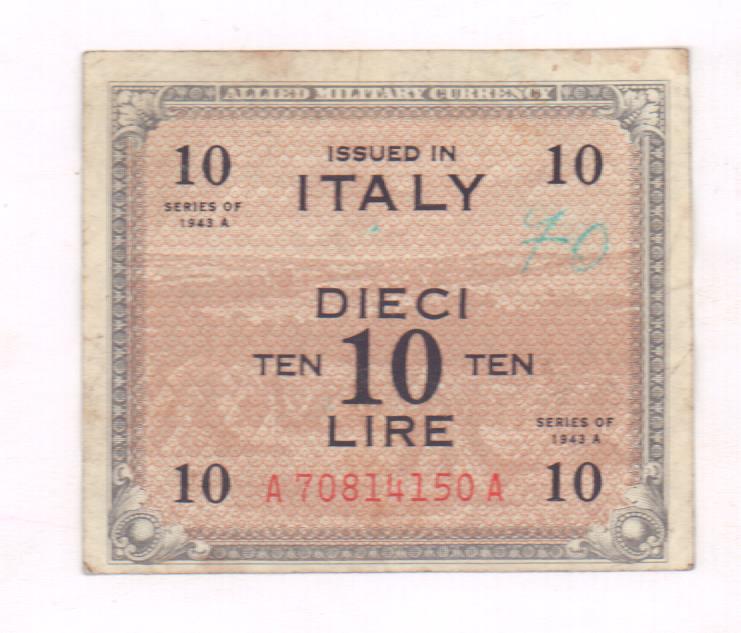 ALLIED MILITARY CURRENCY
10 ISSUED IN 10
ITALY
SERIES OF
1943 A
70
DIECI
TEN 10 TEN
LIRE
SERIES OF
1943 A
10 A 70814150 A 10